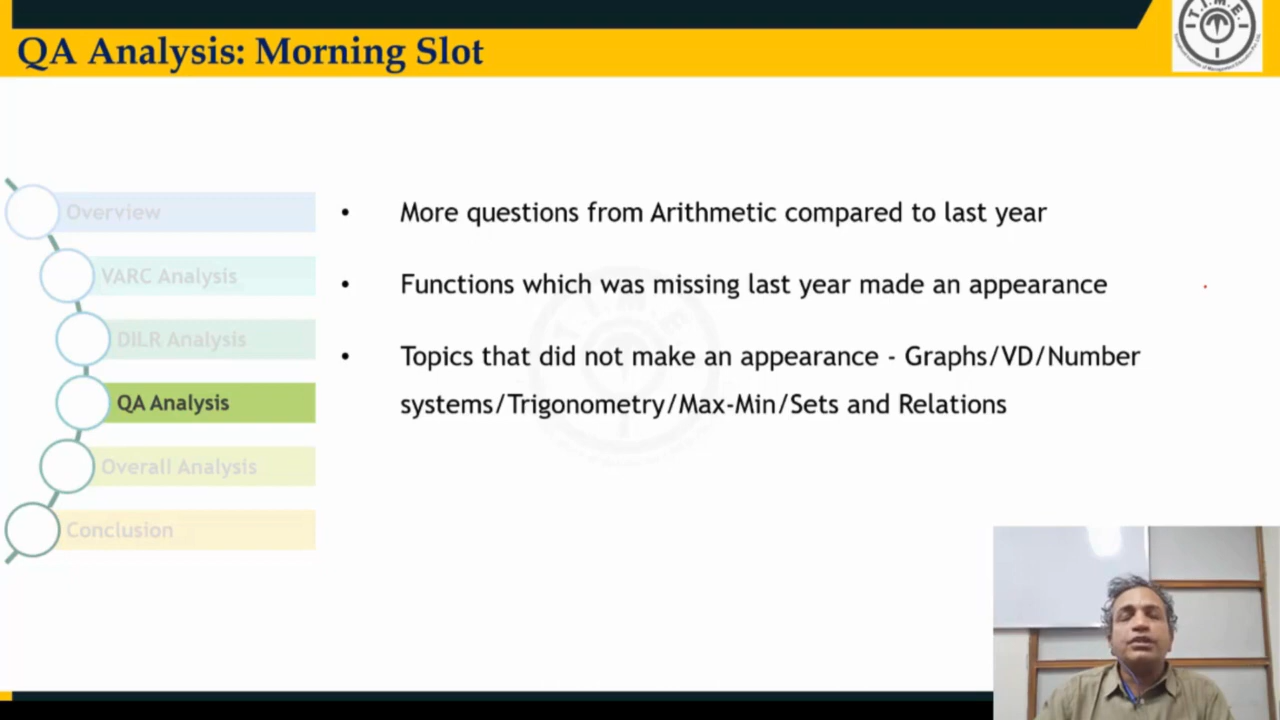 QA Analysis: Morning Slot
T.I.M.E
Overview
VARC Analysis
DILR Analysis
QA Analysis
Overall Analysis
Conclusion
• More questions from Arithmetic compared to last year
• Functions which was missing last year made an appearance
• Topics that did not make an appearance - Graphs/VD/Number
systems/Trigonometry/Max-Min/Sets and Relations
T.I.M.E